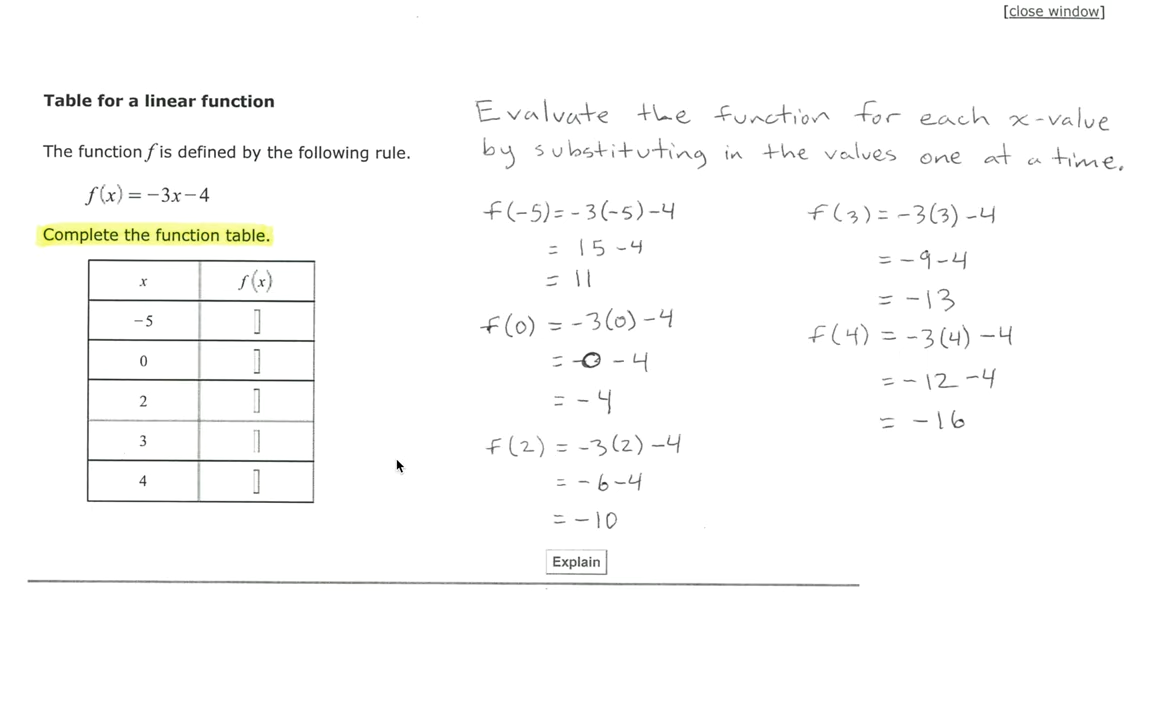 [close window]
Table for a linear function
The function f is defined by the following rule.
f(x) = −3x−4
Complete the function table.
x f(x)
−5
0
2
3
4
Evaluate the function for each x-value
by substituting in the values one at a time.
f(-5)= -3(-5)-4
= 15-4
= 11
f(0) = -3(0)-4
= -0-4
= -4
f(2) = -3(2)-4
= -6-4
= -10
f(3) = -3(3)-4
= -9-4
= -13
f(4) = -3(4)-4
= -12-4
= -16
Explain